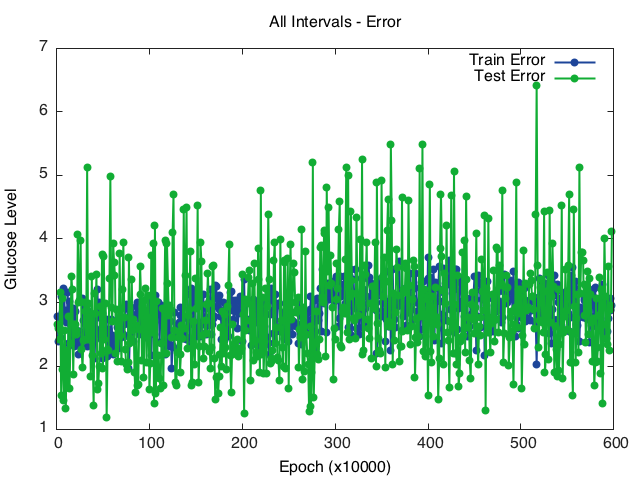 All Intervals - Error
7
6
5
4
3
2
1
Glucose Level
Train Error
Test Error
0 100 200 300 400 500 600
Epoch (x10000)